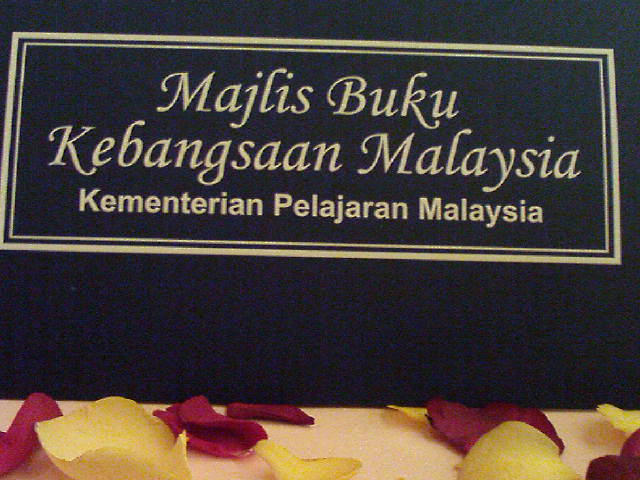 Majlis Buku
Kebangsaan Malaysia
Kementerian Pelajaran Malaysia